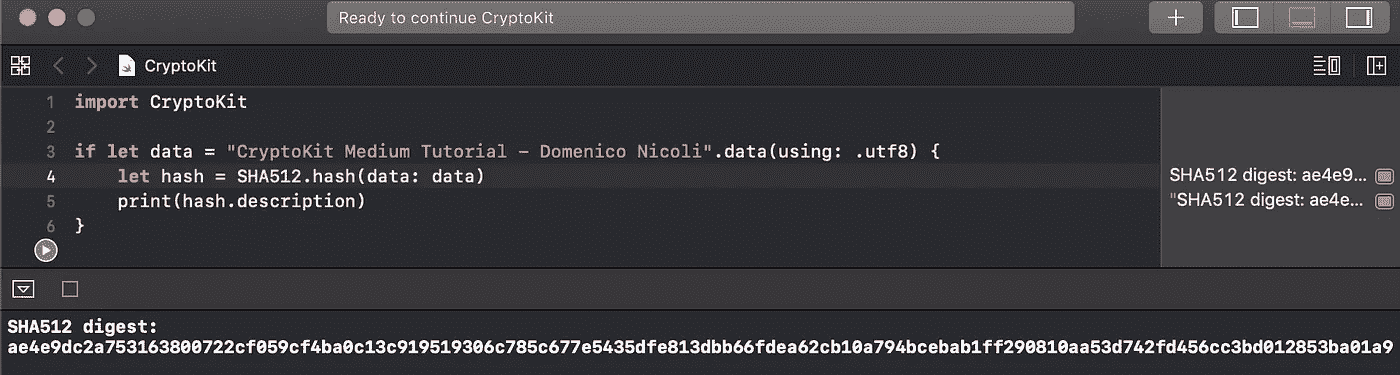 Ready to continue CryptoKit
CryptoKit
1 import CryptoKit
2
3 if let data = "CryptoKit Medium Tutorial - Domenico Nicoli".data(using: .utf8) {
4 let hash = SHA512.hash(data: data)
5 print(hash.description)
6 }
SHA512 digest: ae4e9...
"SHA512 digest: ae4e...
SHA512 digest:
ae4e9dc2a753163800722cf059cf4ba0c13c919519306c785c677e5435dfe813dbb66fdea62cb10a794bcebab1ff290810aa53d742fd456cc3bd012853ba01a9